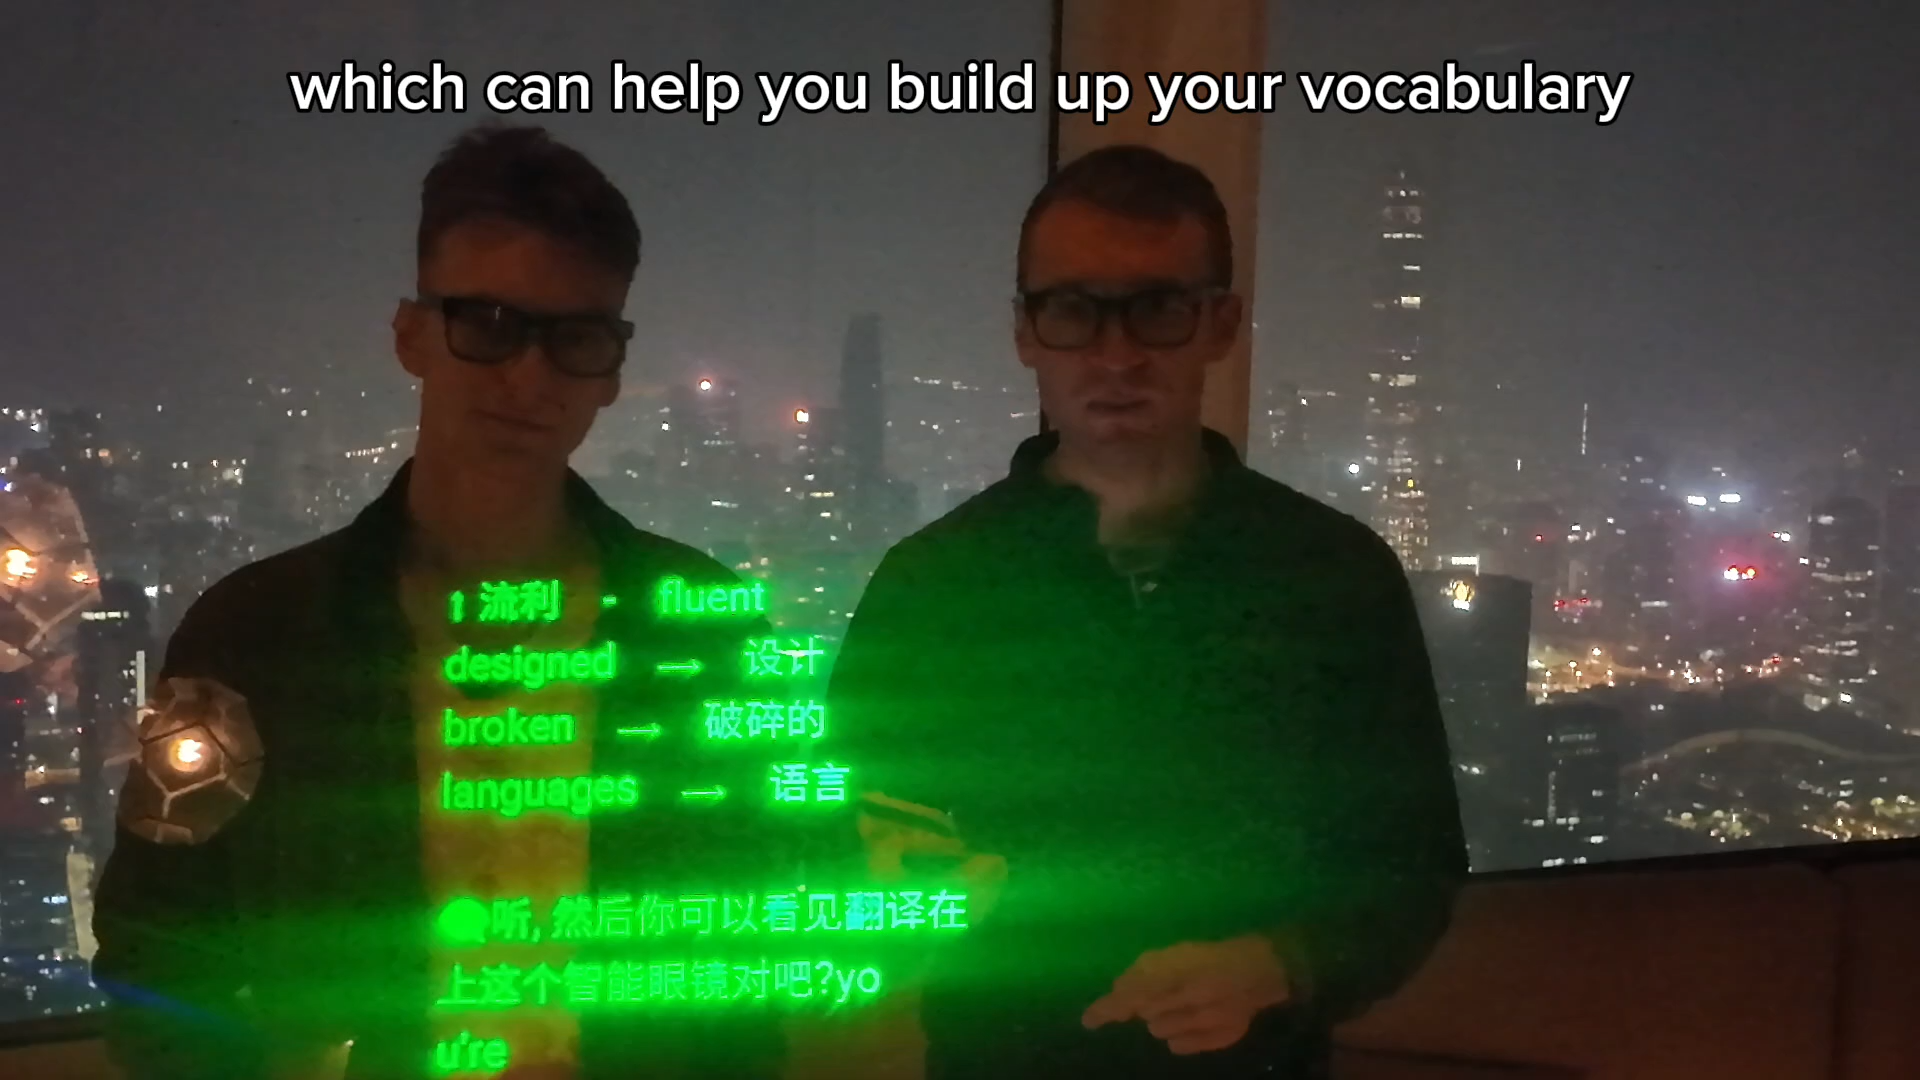 which can help you build up your vocabulary
↑ 流利 - fluent
designed → 设计
broken → 破碎的
languages → 语言
听, 然后你可以看见翻译在
上这个智能眼镜对吧?yo
u're